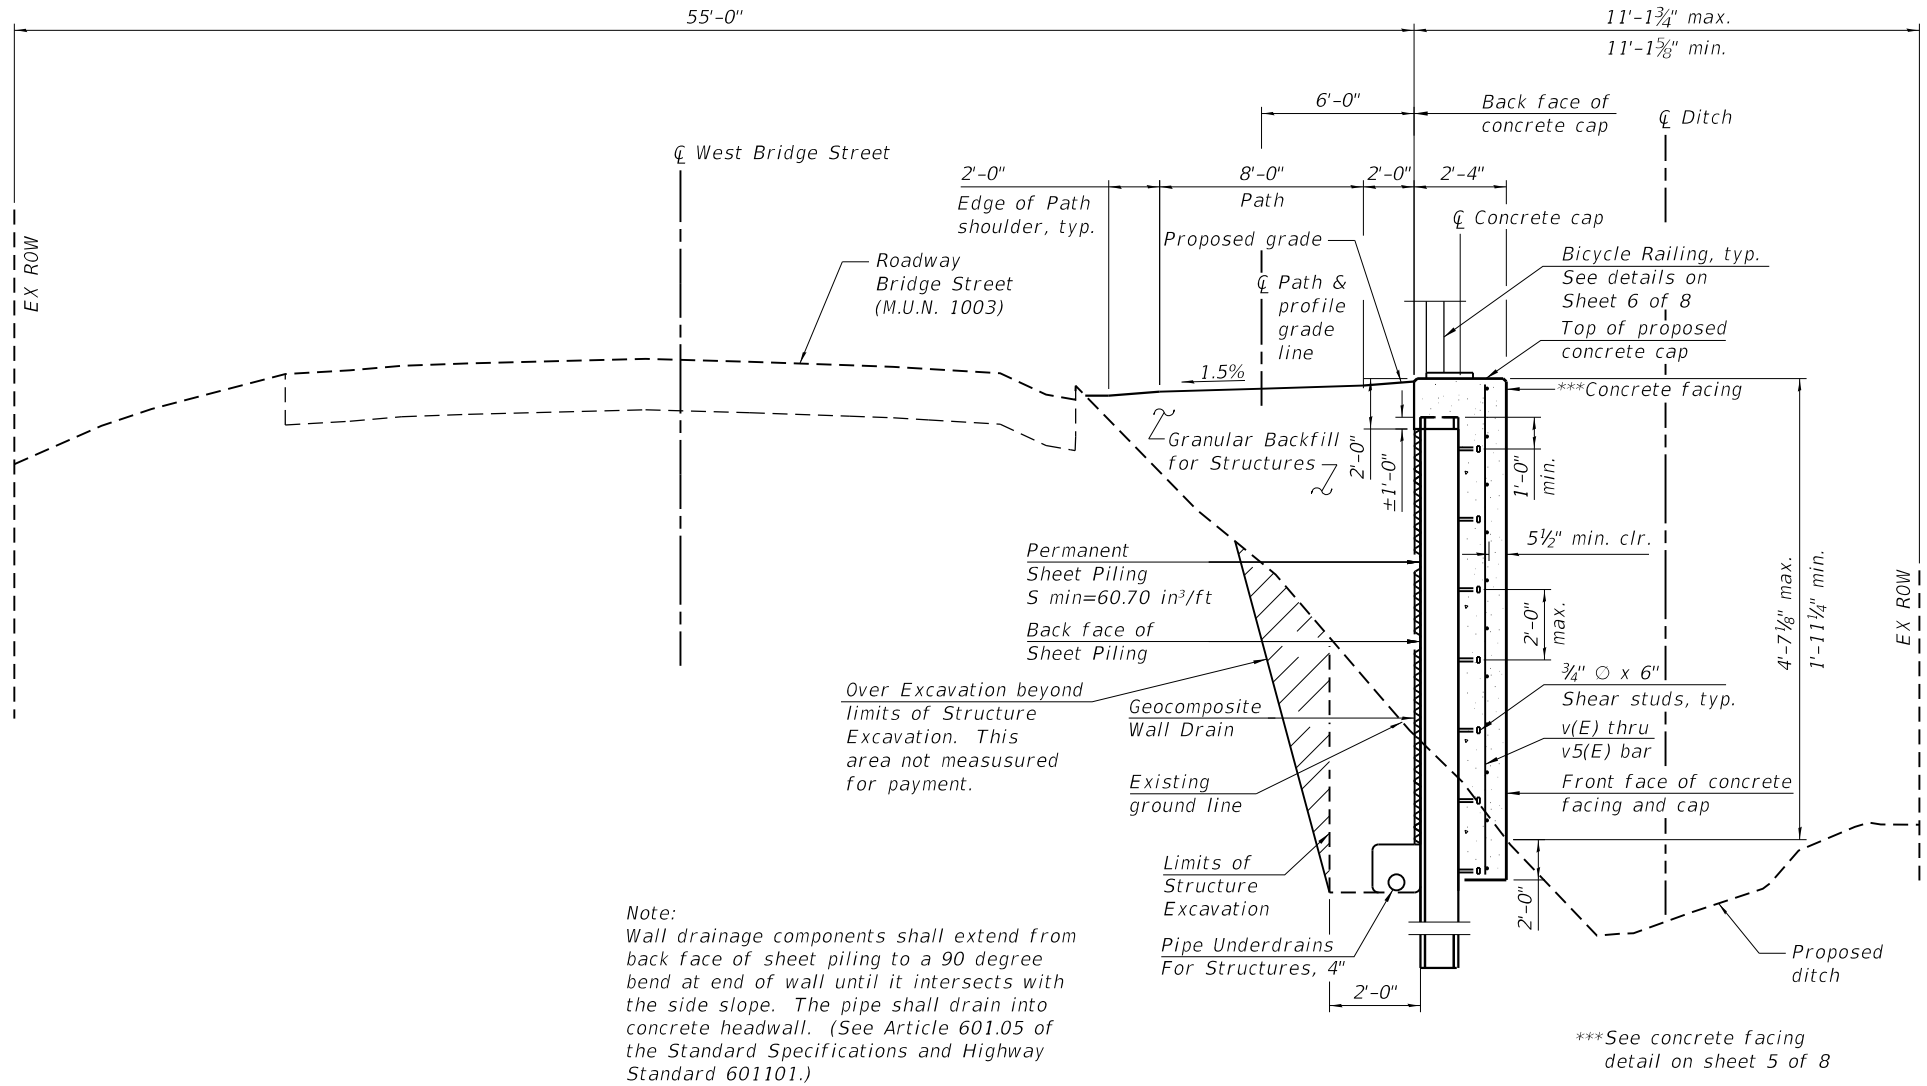 55'-0"
11'-1¾" max.
11'-1⅝" min.
6'-0"
Back face of
concrete cap
℄ Ditch
℄ West Bridge Street
2'-0"
8'-0"
2'-0"
2'-4"
Edge of Path
shoulder, typ.
Path
℄ Concrete cap
Proposed grade
EX ROW
Roadway
Bridge Street
(M.U.N. 1003)
℄ Path &
profile
grade
line
Bicycle Railing, typ.
See details on
Sheet 6 of 8
Top of proposed
concrete cap
1.5%
***Concrete facing
Granular Backfill
for Structures
2'-0"
±1'-0"
1'-0"
min.
5½" min. clr.
Permanent
Sheet Piling
S min=60.70 in³/ft
Back face of
Sheet Piling
2'-0"
max.
4'-7⅛" max.
1'-11¼" min.
EX ROW
¾" ∅ x 6"
Shear studs, typ.
Over Excavation beyond
limits of Structure
Excavation. This
area not measusured
for payment.
Geocomposite
Wall Drain
v(E) thru
v5(E) bar
Existing
ground line
Front face of concrete
facing and cap
Limits of
Structure
Excavation
2'-0"
Pipe Underdrains
For Structures, 4"
2'-0"
Proposed
ditch
Note:
Wall drainage components shall extend from
back face of sheet piling to a 90 degree
bend at end of wall until it intersects with
the side slope. The pipe shall drain into
concrete headwall. (See Article 601.05 of
the Standard Specifications and Highway
Standard 601101.)
***See concrete facing
detail on sheet 5 of 8